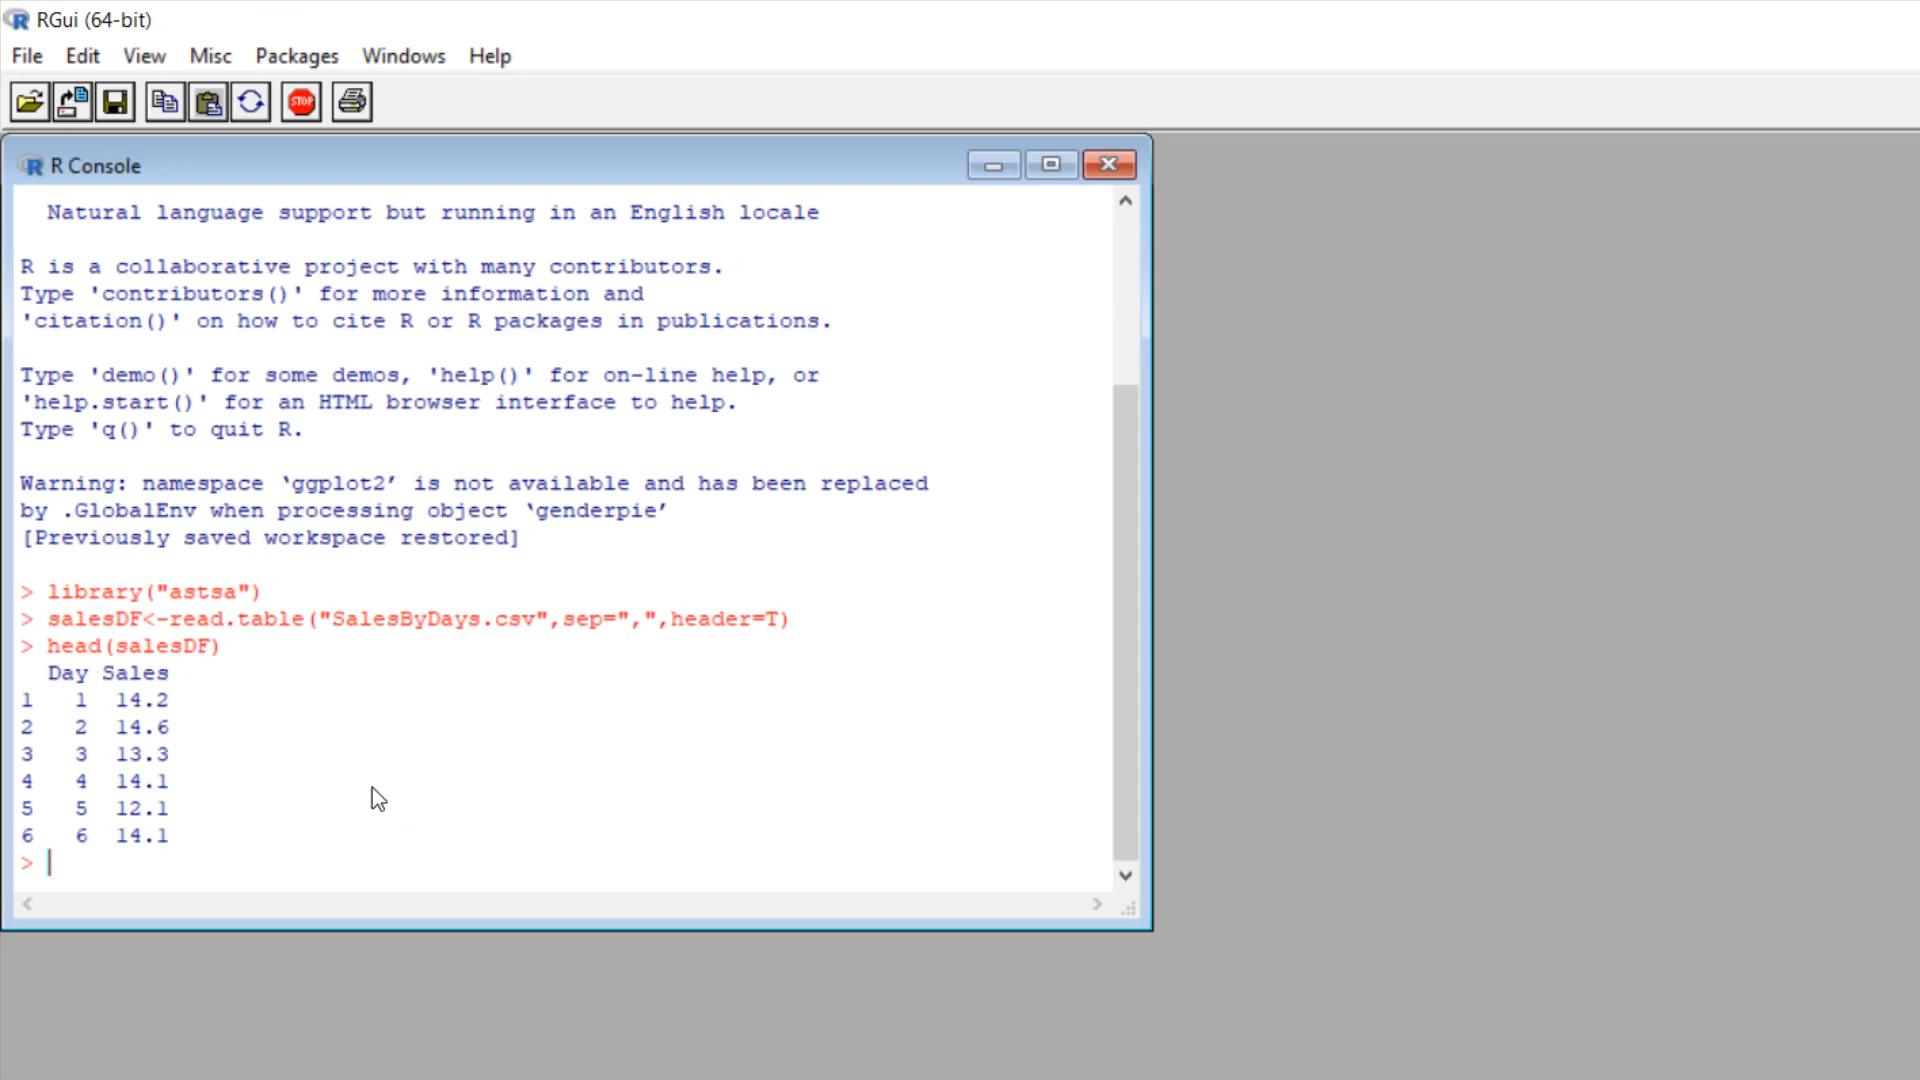 RGui (64-bit)
File Edit View Misc Packages Windows Help
STOP
R Console
Natural language support but running in an English locale
R is a collaborative project with many contributors.
Type 'contributors()' for more information and
'citation()' on how to cite R or R packages in publications.
Type 'demo()' for some demos, 'help()' for on-line help, or
'help.start()' for an HTML browser interface to help.
Type 'q()' to quit R.
Warning: namespace ‘ggplot2’ is not available and has been replaced
by .GlobalEnv when processing object ‘genderpie’
[Previously saved workspace restored]
> library("astsa")
> salesDF<-read.table("SalesByDays.csv",sep=",",header=T)
> head(salesDF)
Day Sales
1 1 14.2
2 2 14.6
3 3 13.3
4 4 14.1
5 5 12.1
6 6 14.1
>